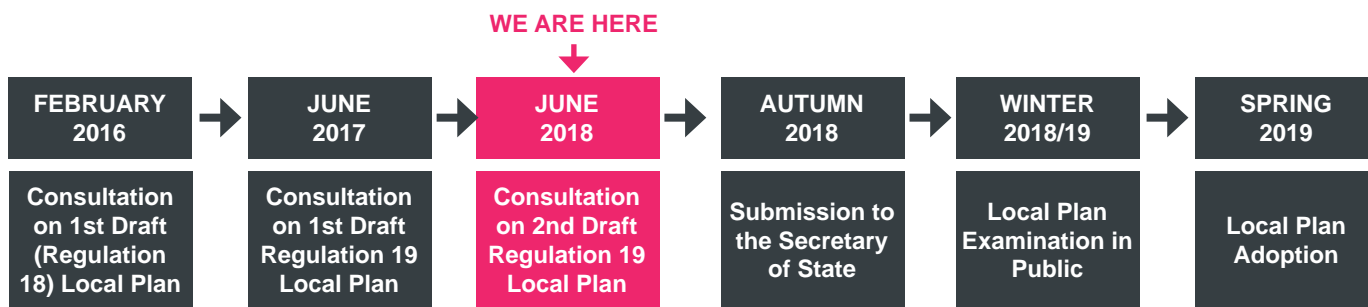 WE ARE HERE
FEBRUARY
2016
JUNE
2017
JUNE
2018
AUTUMN
2018
WINTER
2018/19
SPRING
2019
Consultation
on 1st Draft
(Regulation
18) Local Plan
Consultation
on 1st Draft
Regulation 19
Local Plan
Consultation
on 2nd Draft
Regulation 19
Local Plan
Submission to
the Secretary
of State
Local Plan
Examination in
Public
Local Plan
Adoption